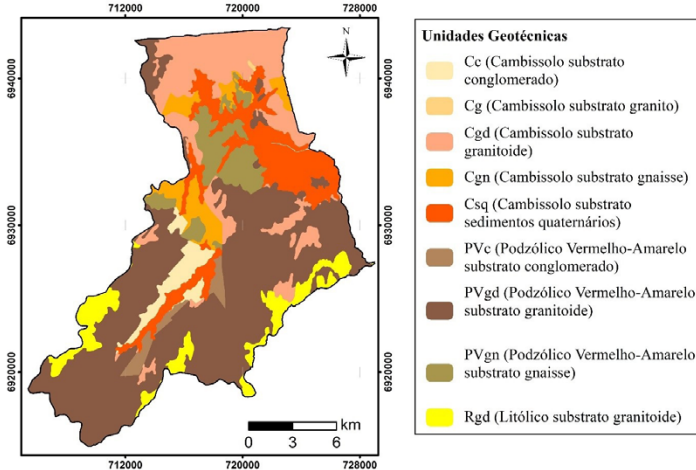 712000
720000
728000
N
6940000
6940000
6930000
6930000
6920000
6920000
km
0
3
6
712000
720000
728000
Unidades Geotécnicas
Cc (Cambissolo substrato
conglomerado)
Cg (Cambissolo substrato granito)
Cgd (Cambissolo substrato
granitoide)
Cgn (Cambissolo substrato gnaisse)
Csq (Cambissolo substrato
sedimentos quaternários)
PVc (Podzólico Vermelho-Amarelo
substrato conglomerado)
PVgd (Podzólico Vermelho-Amarelo
substrato granitoide)
PVgn (Podzólico Vermelho-Amarelo
substrato gnaisse)
Rgd (Litólico substrato granitoide)